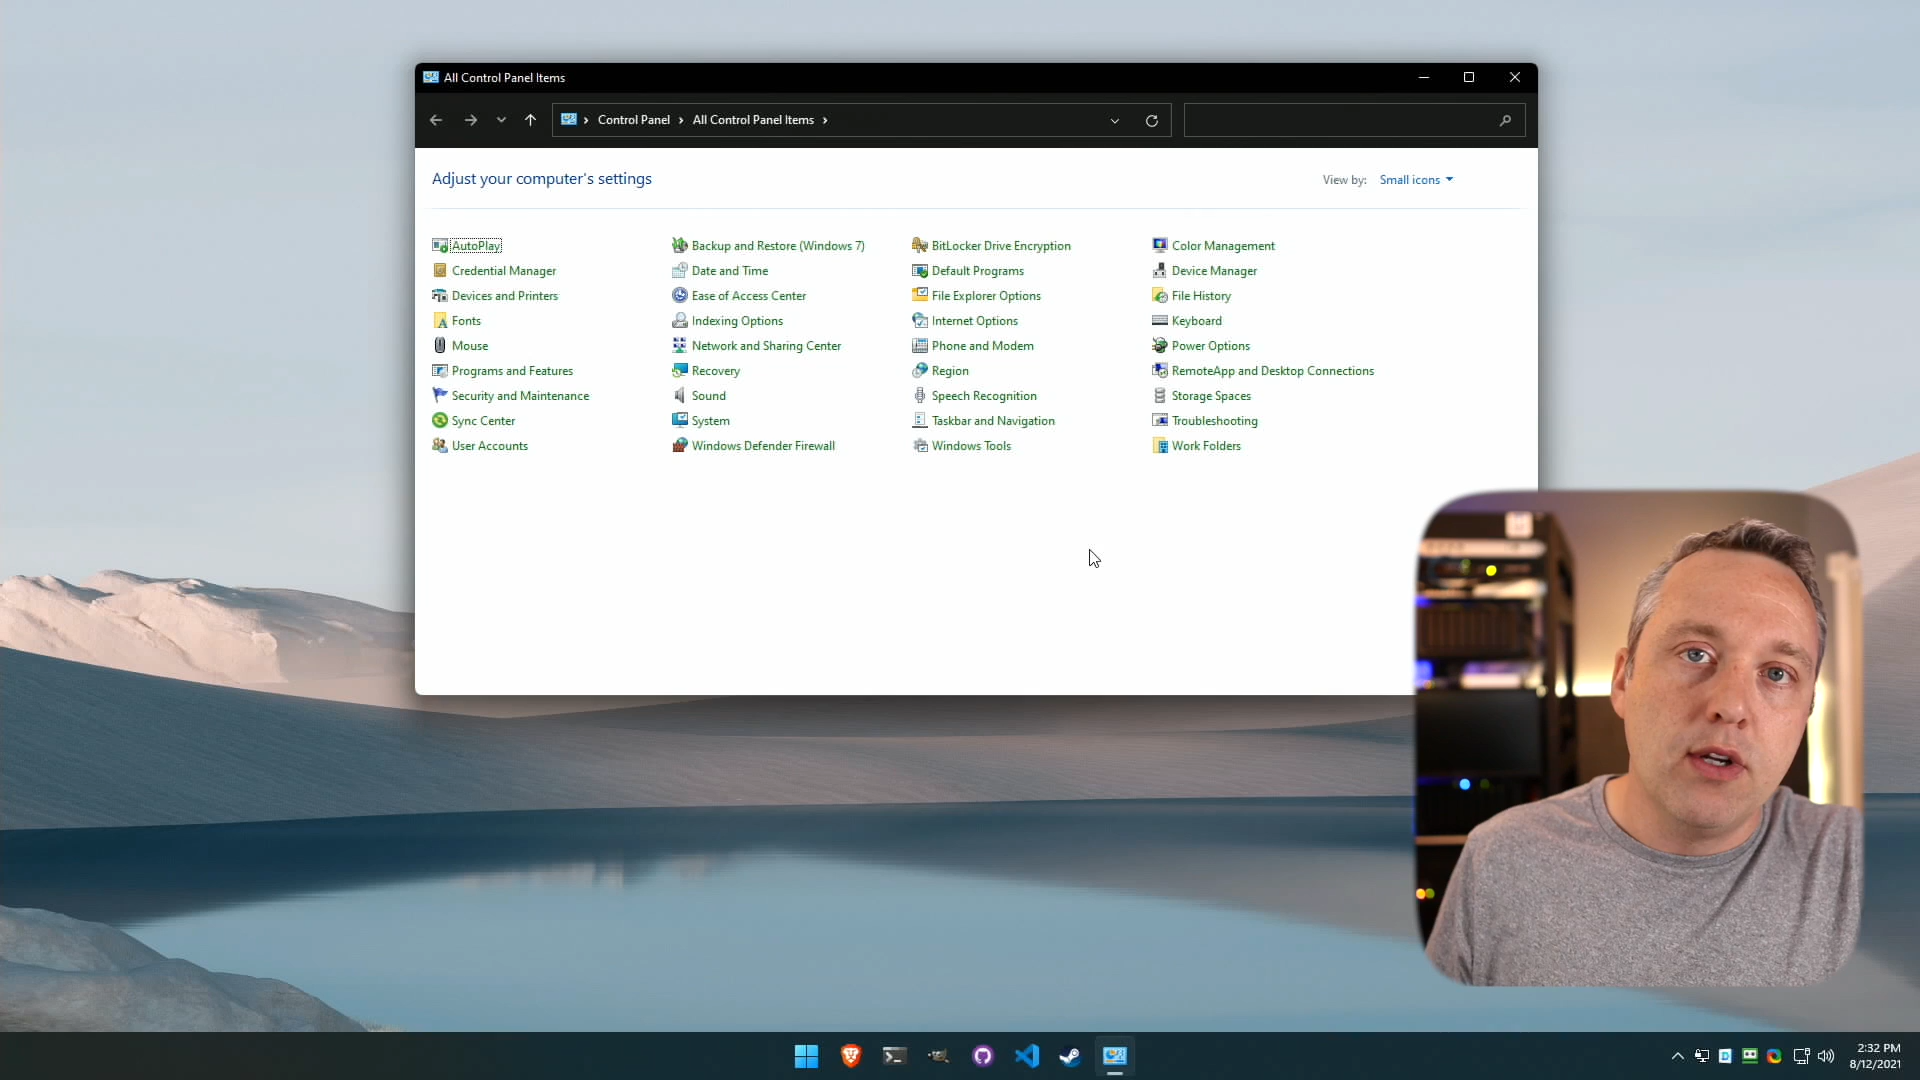 All Control Panel Items
Control Panel
All Control Panel Items
Adjust your computer's settings
View by: Small icons
AutoPlay
Backup and Restore (Windows 7)
BitLocker Drive Encryption
Color Management
Credential Manager
Date and Time
Default Programs
Device Manager
Devices and Printers
Ease of Access Center
File Explorer Options
File History
Fonts
Indexing Options
Internet Options
Keyboard
Mouse
Network and Sharing Center
Phone and Modem
Power Options
Programs and Features
Recovery
Region
RemoteApp and Desktop Connections
Security and Maintenance
Sound
Speech Recognition
Storage Spaces
Sync Center
System
Taskbar and Navigation
Troubleshooting
User Accounts
Windows Defender Firewall
Windows Tools
Work Folders
2:32 PM
8/12/2021